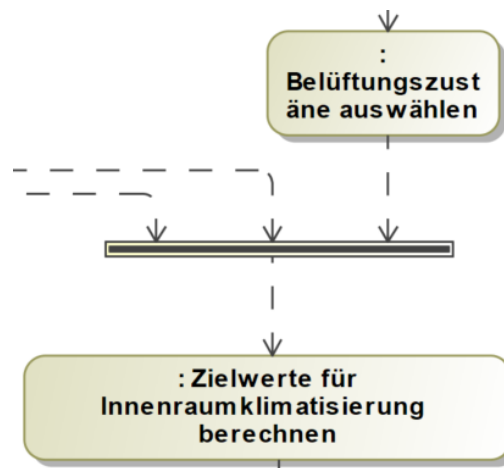 :
Belüftungszust
äne auswählen
: Zielwerte für
Innenraumklimatisierung
berechnen